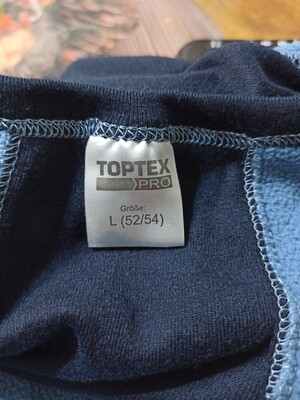 TOPTEX
PRO
Größe:
L (52/54)